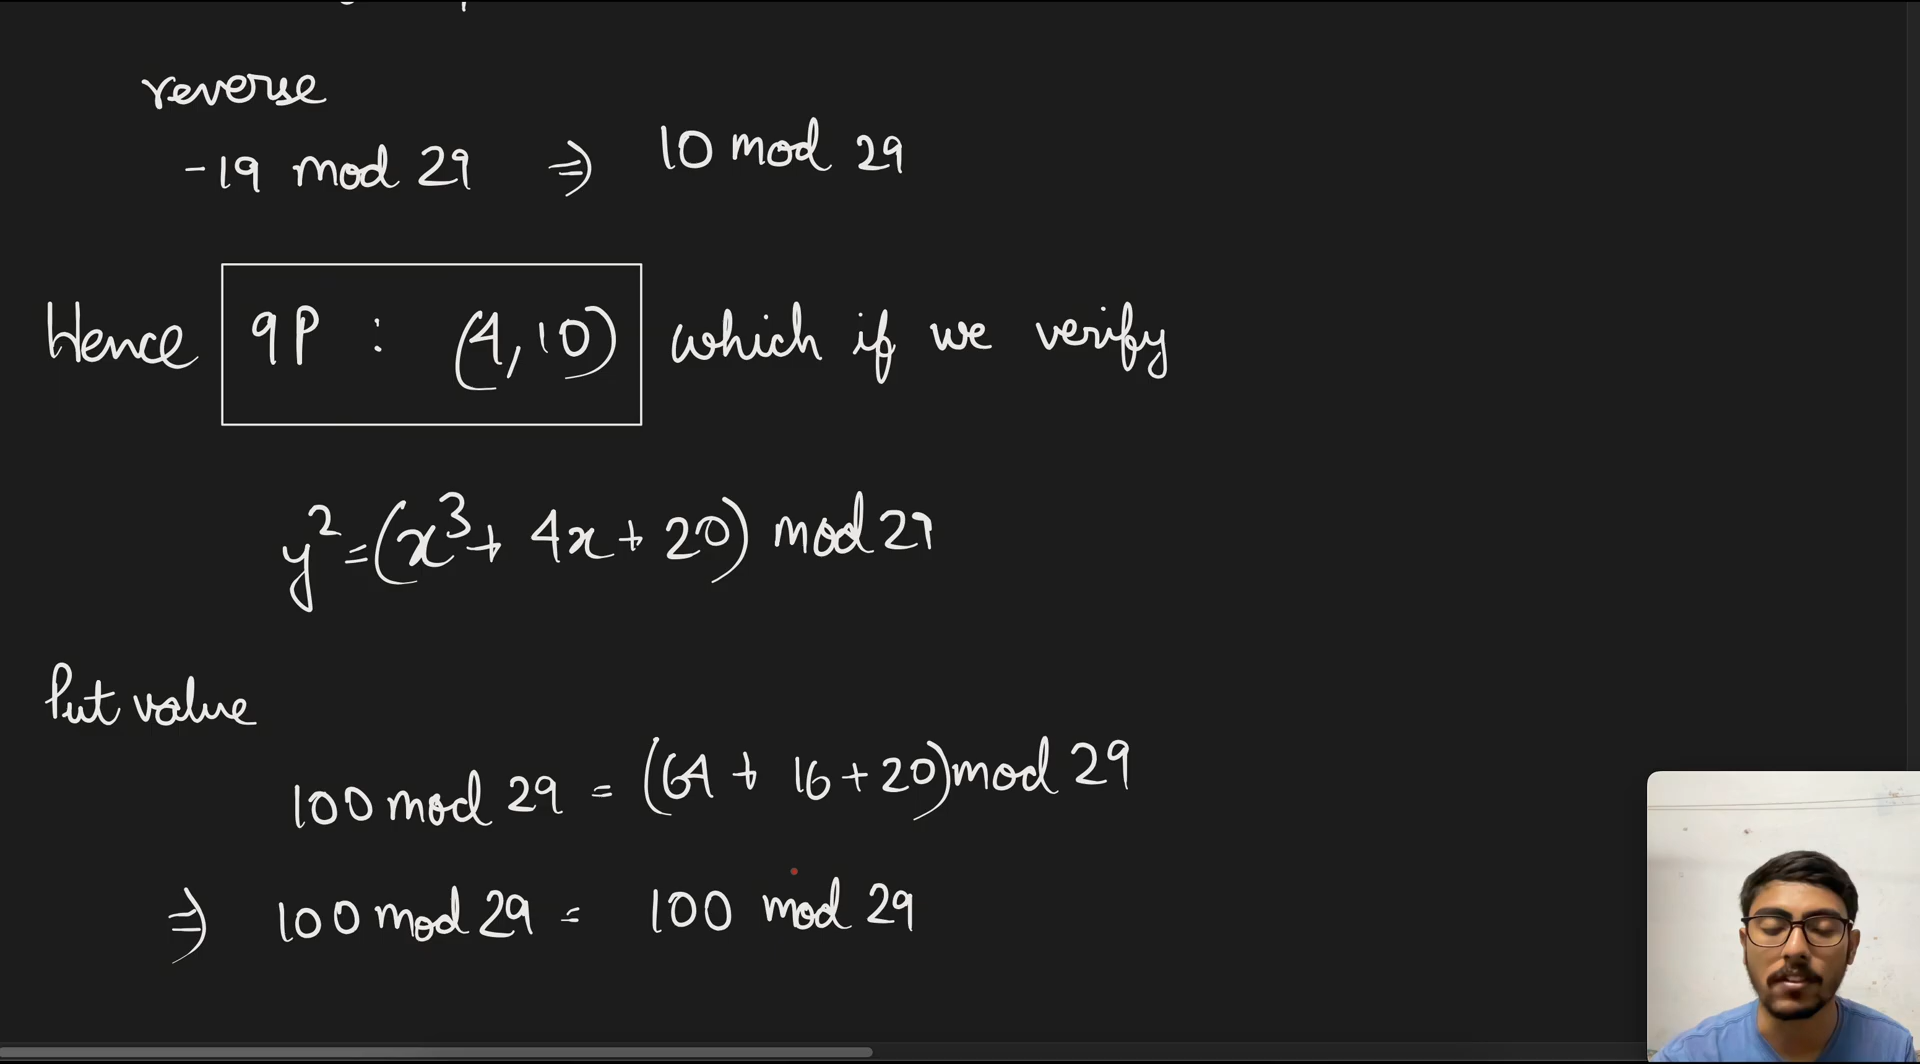 reverse
-19 mod 29 ⇒ 10 mod 29
Hence 9P : (4,10) which if we verify
y² = (x³ + 4x + 20) mod 29
Put value
100 mod 29 = (64 + 16 + 20) mod 29
⇒ 100 mod 29 = 100 mod 29